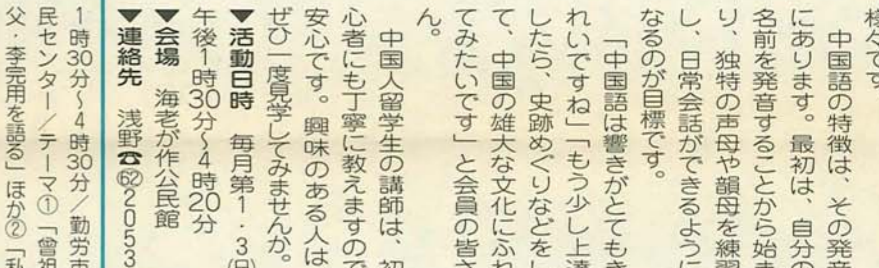 様々です
中国語の特徴は、その発音
にあります。最初は、自分の
名前を発音することから始ま
り、独特の声母や韻母を練習
し、日常会話ができるように
なるのが目標です。
「中国語は響きがとてもき
れいですね」「もう少し上達
したら、史跡めぐりなどをし
て、中国の雄大な文化にふれ
てみたいです」と会員の皆さ
ん。
中国人留学生の講師は、初
心者にも丁寧に教えますので
安心です。興味のある人は
ぜひ一度見学してみませんか。
▼活動日時 毎月第1・3(日)
午後1時30分〜4時20分
▼会場 海老が作公民館
▼連絡先 浅野☎㊷2053
1時30分〜4時30分/勤労市
民センター/テーマ①「曾祖
父・李完用を語る」ほか②「私